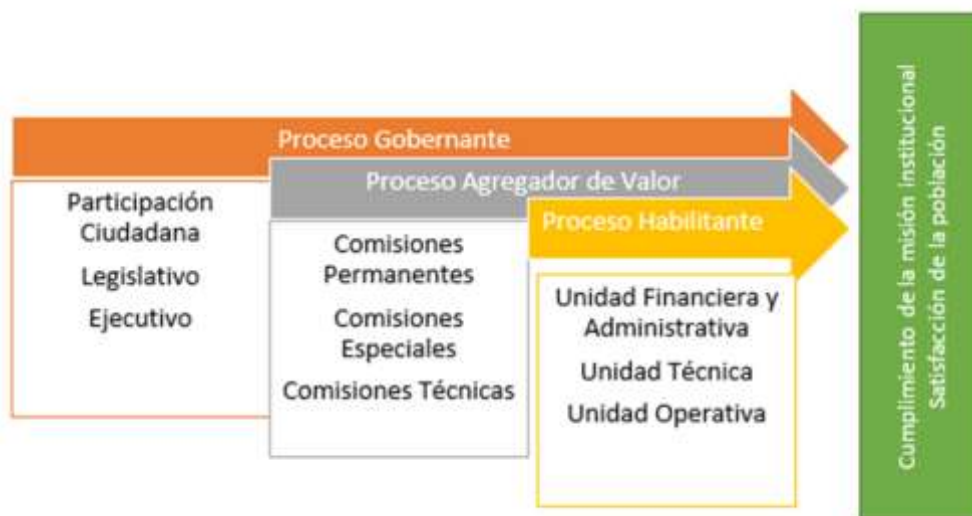 Proceso Gobernante
Participación
Ciudadana
Legislativo
Ejecutivo
Proceso Agregador de Valor
Comisiones
Permanentes
Comisiones
Especiales
Comisiones Técnicas
Proceso Habilitante
Unidad Financiera y
Administrativa
Unidad Técnica
Unidad Operativa
Cumplimiento de la misión institucional
Satisfacción de la población